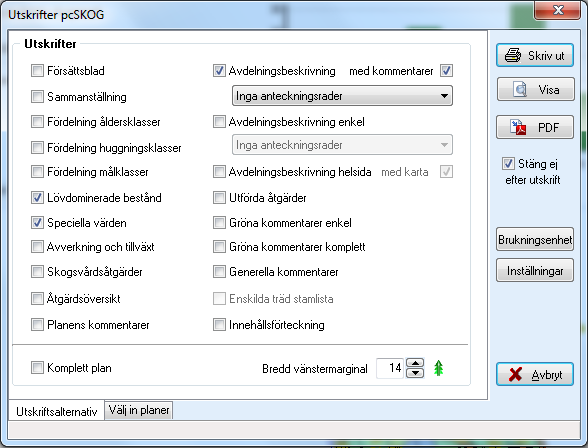 Utskrifter pcSKOG
Utskrifter
Försättsblad
Sammanställning
Fördelning åldersklasser
Fördelning huggningsklasser
Fördelning målklasser
Lövdominerade bestånd
Speciella värden
Avverkning och tillväxt
Skogsvårdsåtgärder
Åtgärdsöversikt
Planens kommentarer
Avdelningsbeskrivning med kommentarer
Inga anteckningsrader
Avdelningsbeskrivning enkel
Inga anteckningsrader
Avdelningsbeskrivning helsida med karta
Utförda åtgärder
Gröna kommentarer enkel
Gröna kommentarer komplett
Generella kommentarer
Enskilda träd stamlista
Innehållsförteckning
Komplett plan
Bredd vänstermarginal 14
Skriv ut
Visa
PDF
Stäng ej
efter utskrift
Brukningsenhet
Inställningar
Avbryt
Utskriftsalternativ
Välj in planer